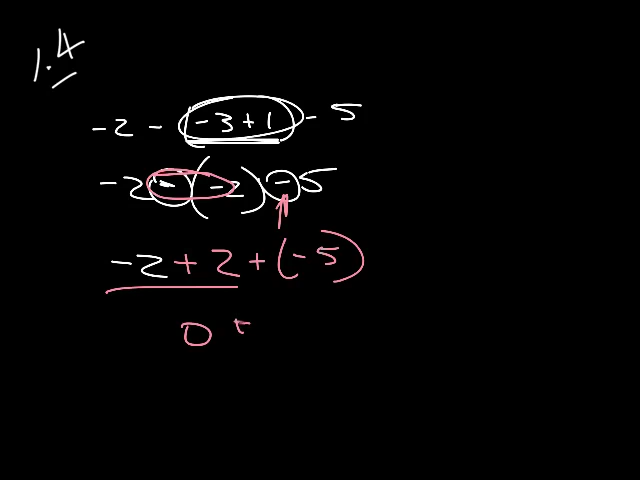 1.4
-2 - -3+1 - 5
-2 - (-2) - 5
-2 + 2 + (-5)
0 +